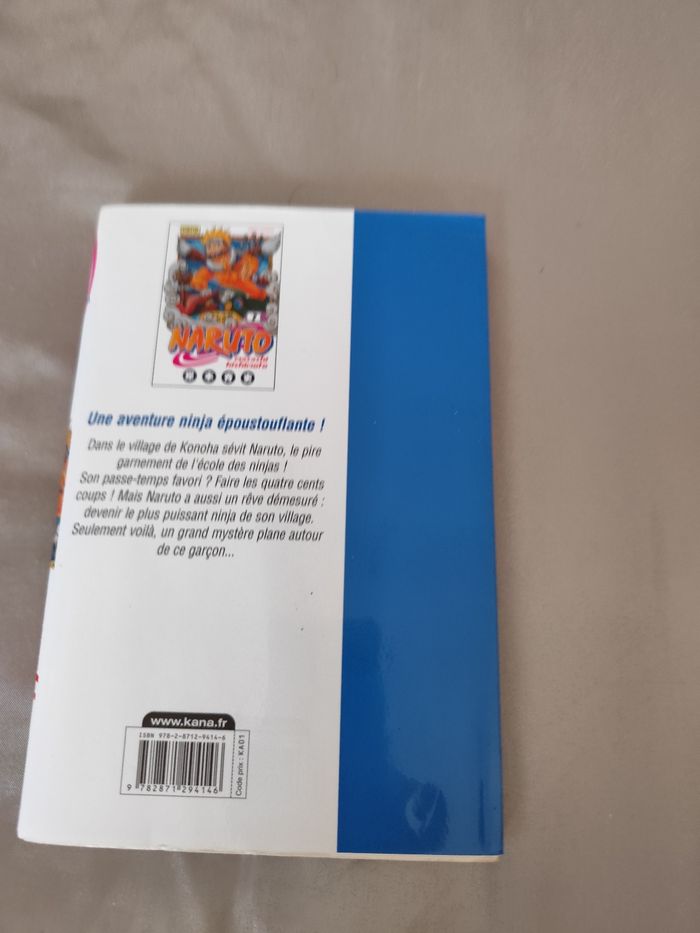 NARUTO
Une aventure ninja époustouflante !
Dans le village de Konoha sévit Naruto, le pire
garnement de l'école des ninjas !
Son passe-temps favori ? Faire les quatre cents
coups ! Mais Naruto a aussi un rêve démesuré :
devenir le plus puissant ninja de son village.
Seulement voilà, un grand mystère plane autour
de ce garçon...
www.kana.fr
ISBN 978-2-8712-9414-6
Code prix : KA01
9 782871 294146